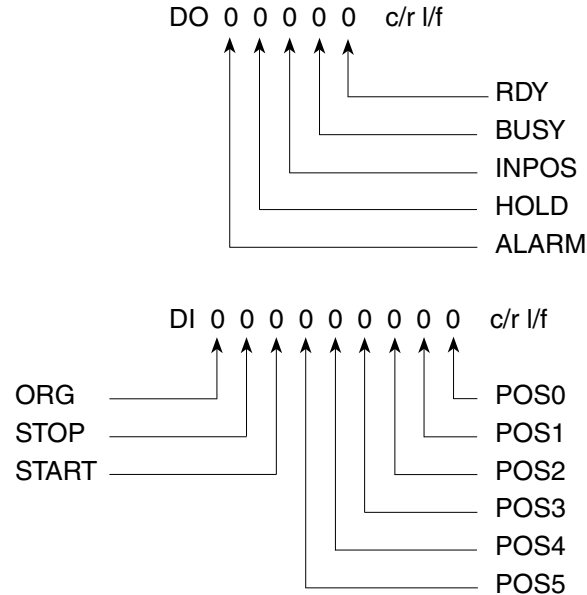 DO 0 0 0 0 0 c/r l/f
RDY
BUSY
INPOS
HOLD
ALARM
DI 0 0 0 0 0 0 0 0 0 c/r l/f
ORG POS0
STOP POS1
START POS2
POS3
POS4
POS5